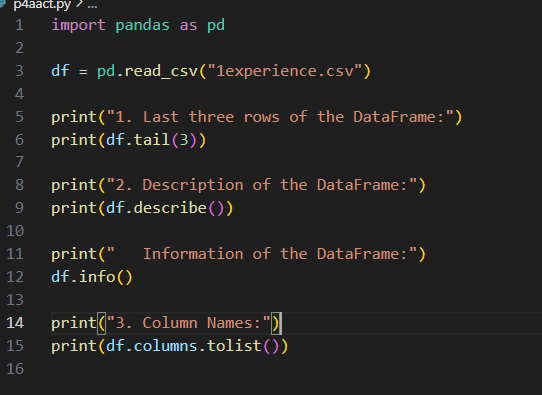 p4aact.py > ...
1 import pandas as pd
2
3 df = pd.read_csv("1experience.csv")
4
5 print("1. Last three rows of the DataFrame:")
6 print(df.tail(3))
7
8 print("2. Description of the DataFrame:")
9 print(df.describe())
10
11 print("   Information of the DataFrame:")
12 df.info()
13
14 print("3. Column Names:")
15 print(df.columns.tolist())
16